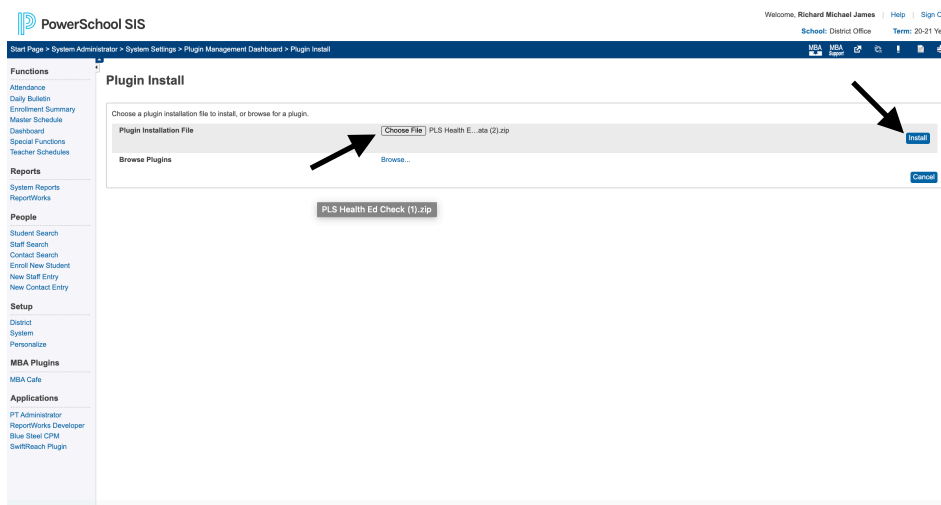 PowerSchool SIS
Welcome, Richard Michael James | Help | Sign O
School: District Office Term: 20-21 Ye
Start Page > System Administrator > System Settings > Plugin Management Dashboard > Plugin Install
MBA MBA
Support
Functions
Attendance
Daily Bulletin
Enrollment Summary
Master Schedule
Dashboard
Special Functions
Teacher Schedules
Reports
System Reports
ReportWorks
People
Student Search
Staff Search
Contact Search
Enroll New Student
New Staff Entry
New Contact Entry
Setup
District
System
Personalize
MBA Plugins
MBA Cafe
Applications
PT Administrator
ReportWorks Developer
Blue Steel CPM
SwiftReach Plugin
Plugin Install
Choose a plugin installation file to install, or browse for a plugin.
Plugin Installation File Choose File PLS Health E...ata (2).zip
Install
Browse Plugins Browse...
Cancel
PLS Health Ed Check (1).zip